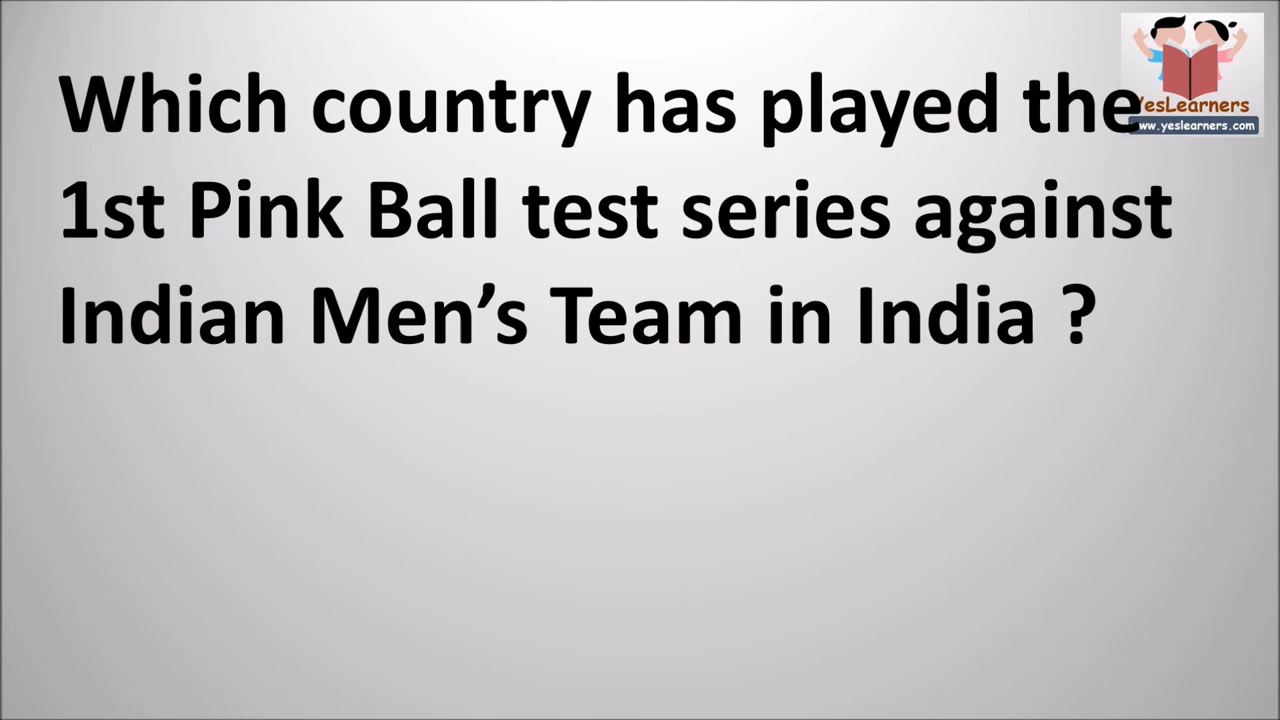 Which country has played the
1st Pink Ball test series against
Indian Men’s Team in India ?
YesLearners
www.yeslearners.com